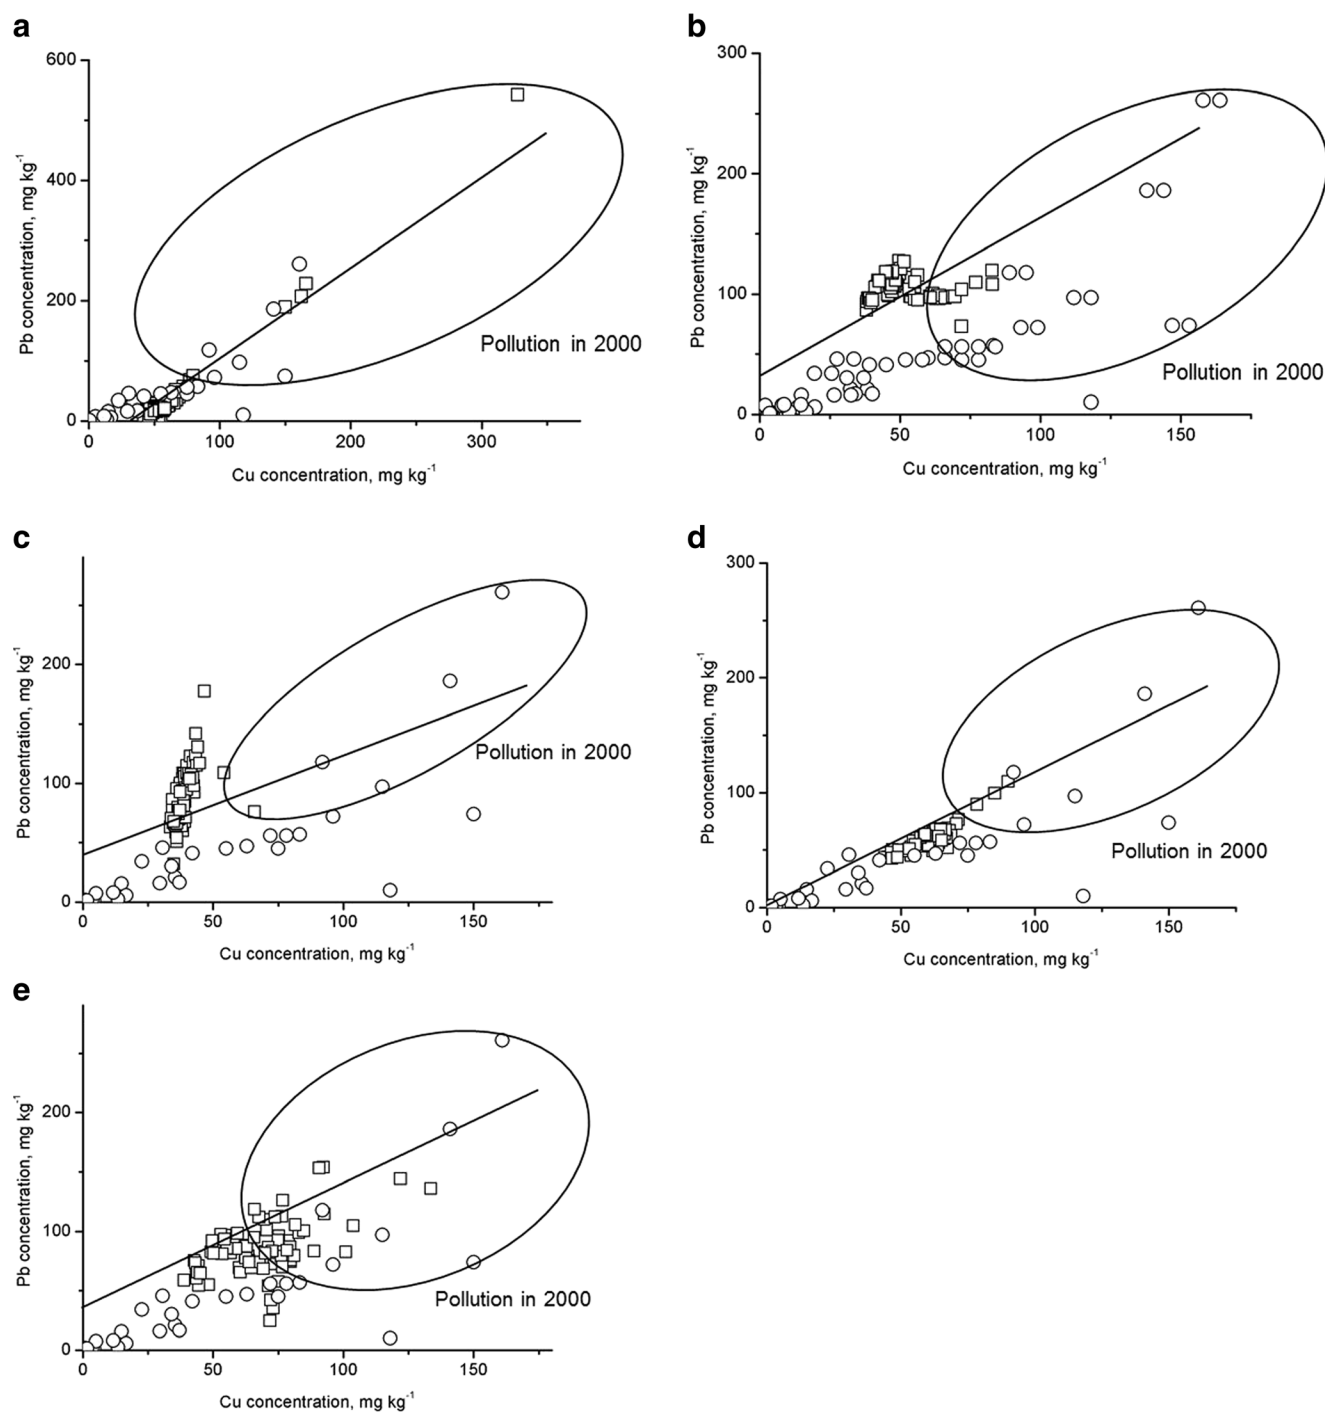 a
600
400
200
0
0 100 200 300
Pb concentration, mg kg⁻¹
Cu concentration, mg kg⁻¹
Pollution in 2000
b
300
200
100
0
0 50 100 150
Pb concentration, mg kg⁻¹
Cu concentration, mg kg⁻¹
Pollution in 2000
c
200
100
0
0 50 100 150
Pb concentration, mg kg⁻¹
Cu concentration, mg kg⁻¹
Pollution in 2000
d
300
200
100
0
0 50 100 150
Pb concentration, mg kg⁻¹
Cu concentration, mg kg⁻¹
Pollution in 2000
e
200
100
0
0 50 100 150
Pb concentration, mg kg⁻¹
Cu concentration, mg kg⁻¹
Pollution in 2000